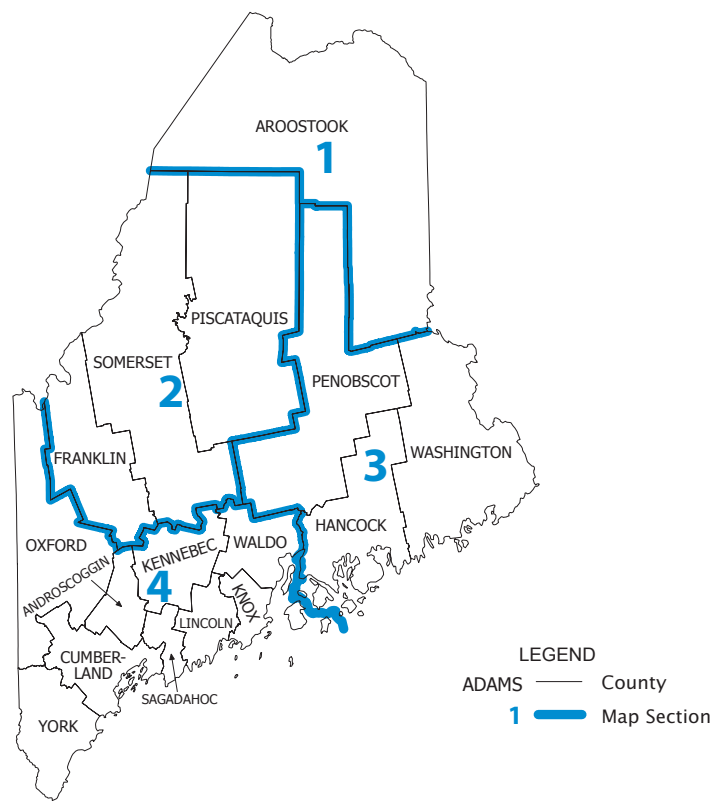 AROOSTOOK
1
PISCATAQUIS
SOMERSET
2
PENOBSCOT
FRANKLIN
WASHINGTON
3
HANCOCK
OXFORD
WALDO
KENNEBEC
4
ANDROSCOGGIN
KNOX
LINCOLN
CUMBER-
LAND
SAGADAHOC
YORK
LEGEND
ADAMS County
1 Map Section